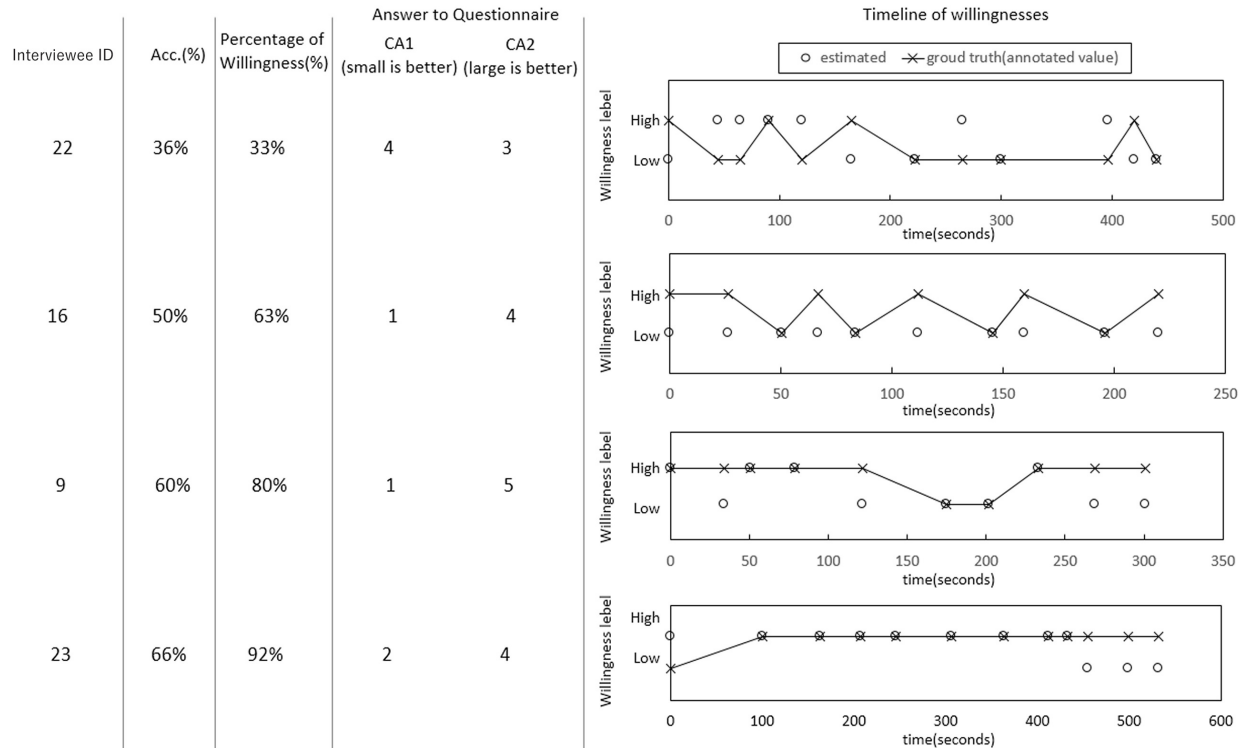 Answer to Questionnaire
Timeline of willingnesses
Interviewee ID
Acc.(%)
Percentage of
Willingness(%)
CA1
(small is better)
CA2
(large is better)
estimated
groud truth(annotated value)
22
36%
33%
4
3
Willingness lebel
High
Low
0
100
200
300
400
500
time(seconds)
16
50%
63%
1
4
Willingness lebel
High
Low
0
50
100
150
200
250
time(seconds)
9
60%
80%
1
5
Willingness lebel
High
Low
0
50
100
150
200
250
300
350
time(seconds)
23
66%
92%
2
4
Willingness lebel
High
Low
0
100
200
300
400
500
600
time(seconds)